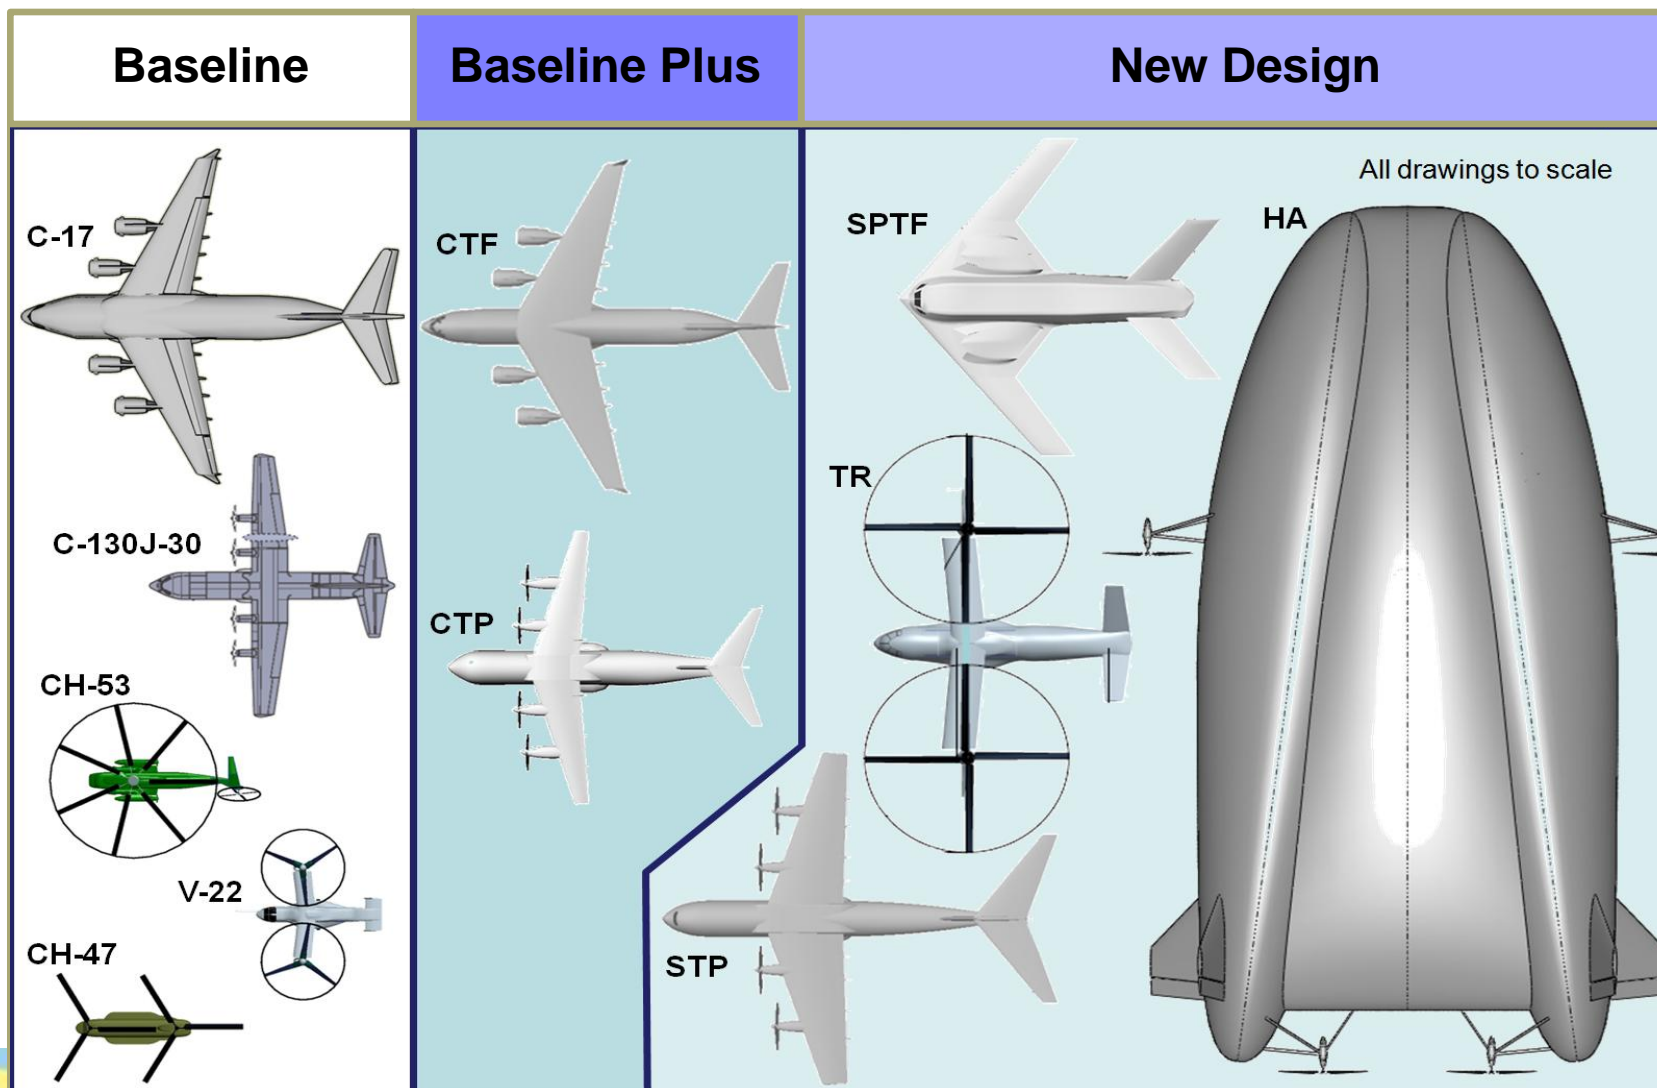 Baseline
Baseline Plus
New Design
C-17
C-130J-30
CH-53
V-22
CH-47
CTF
CTP
All drawings to scale
SPTF
HA
TR
STP